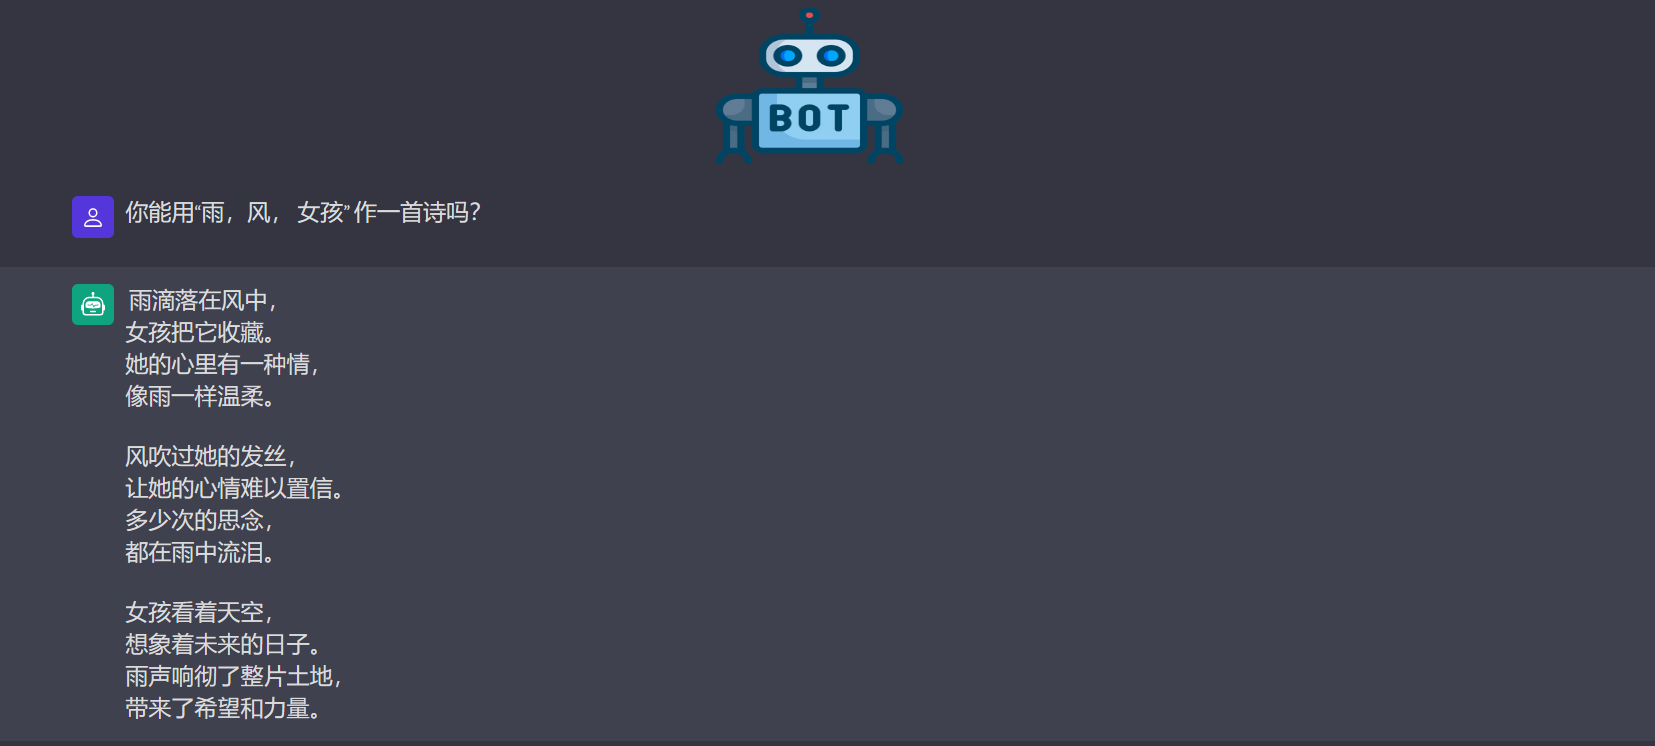 BOT
你能用“雨，风， 女孩” 作一首诗吗？
雨滴落在风中，
女孩把它收藏。
她的心里有一种情，
像雨一样温柔。
风吹过她的发丝，
让她的心情难以置信。
多少次的思念，
都在雨中流泪。
女孩看着天空，
想象着未来的日子。
雨声响彻了整片土地，
带来了希望和力量。